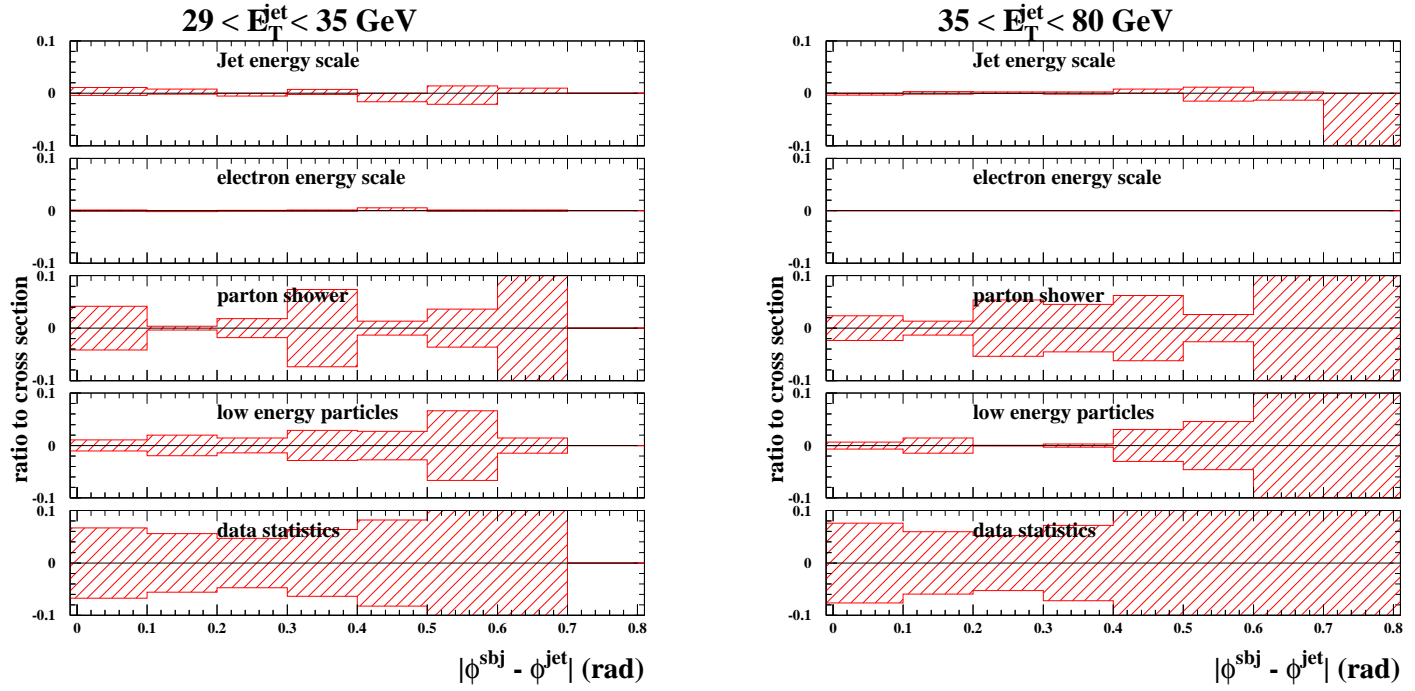 29 < E_T^jet < 35 GeV
0.1
Jet energy scale
0
-0.1
0.1
electron energy scale
0
-0.1
0.1
parton shower
0
-0.1
0.1
low energy particles
0
-0.1
0.1
data statistics
0
-0.1
0 0.1 0.2 0.3 0.4 0.5 0.6 0.7 0.8
ratio to cross section
|ϕ^sbj - ϕ^jet| (rad)
35 < E_T^jet < 80 GeV
0.1
Jet energy scale
0
-0.1
0.1
electron energy scale
0
-0.1
0.1
parton shower
0
-0.1
0.1
low energy particles
0
-0.1
0.1
data statistics
0
-0.1
0 0.1 0.2 0.3 0.4 0.5 0.6 0.7 0.8
ratio to cross section
|ϕ^sbj - ϕ^jet| (rad)